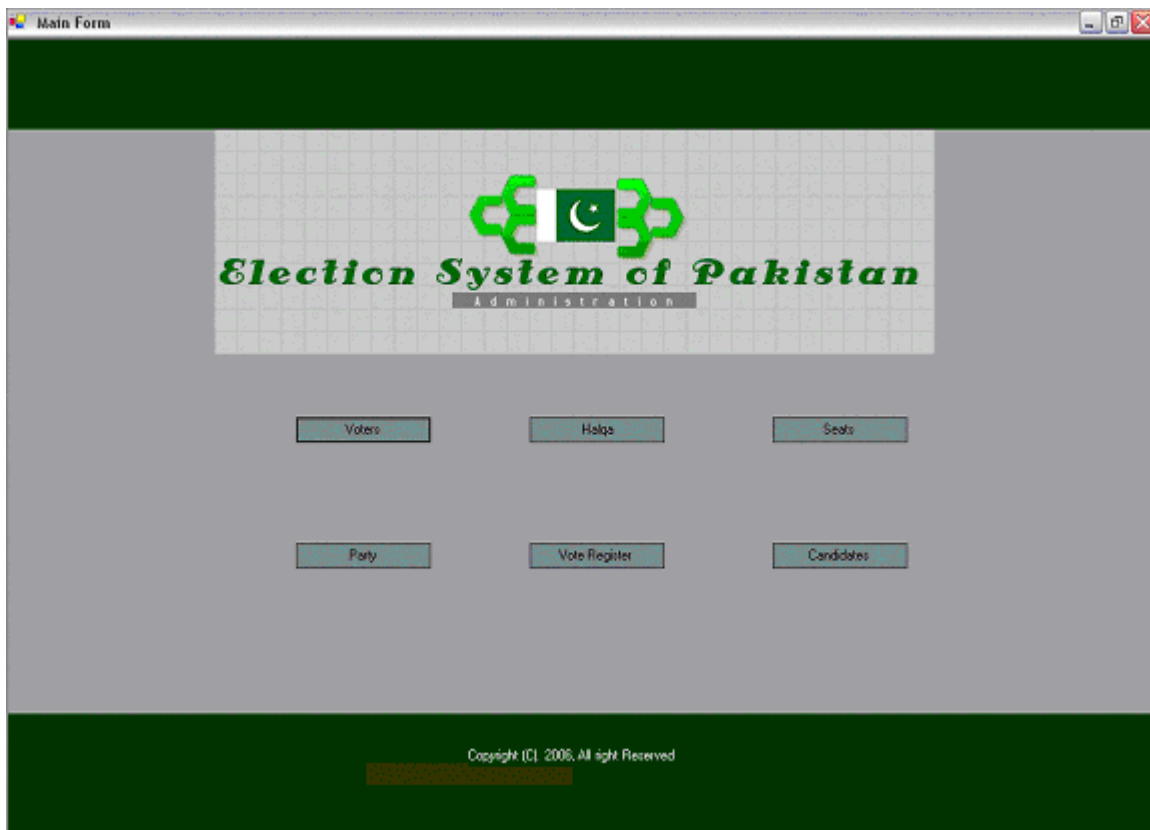 Main Form
Election System of Pakistan
Administration
Voters Halqa Seats
Party Vote Register Candidates
Copyright (C). 2006, All right Reserved